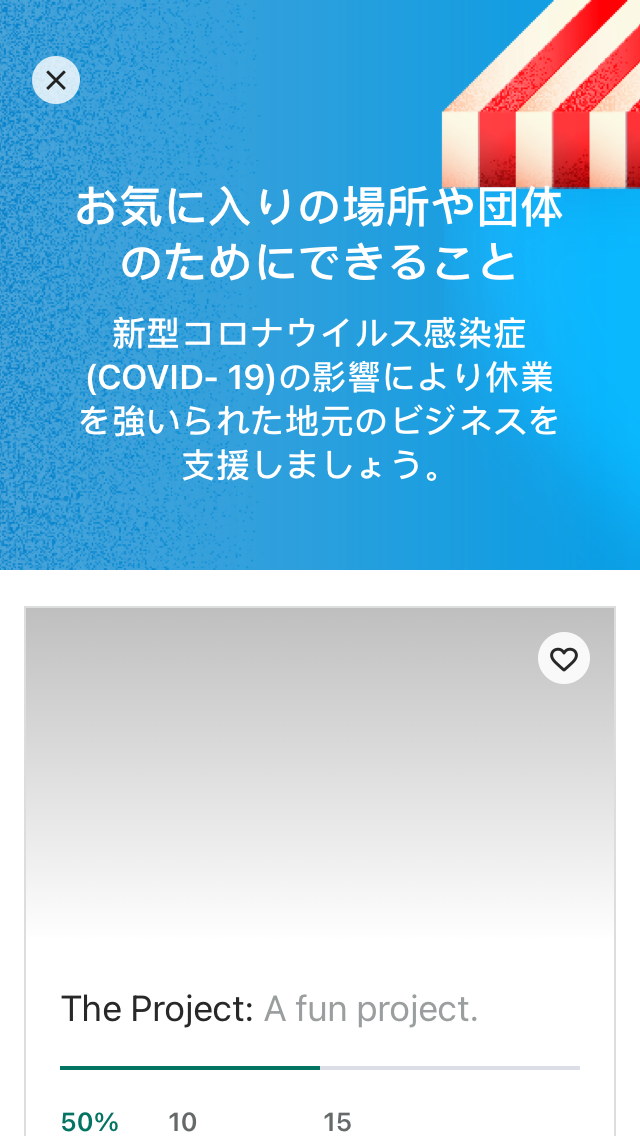 お気に入りの場所や団体
のためにできること
新型コロナウイルス感染症
(COVID- 19)の影響により休業
を強いられた地元のビジネスを
支援しましょう。
The Project: A fun project.
50% 10 15